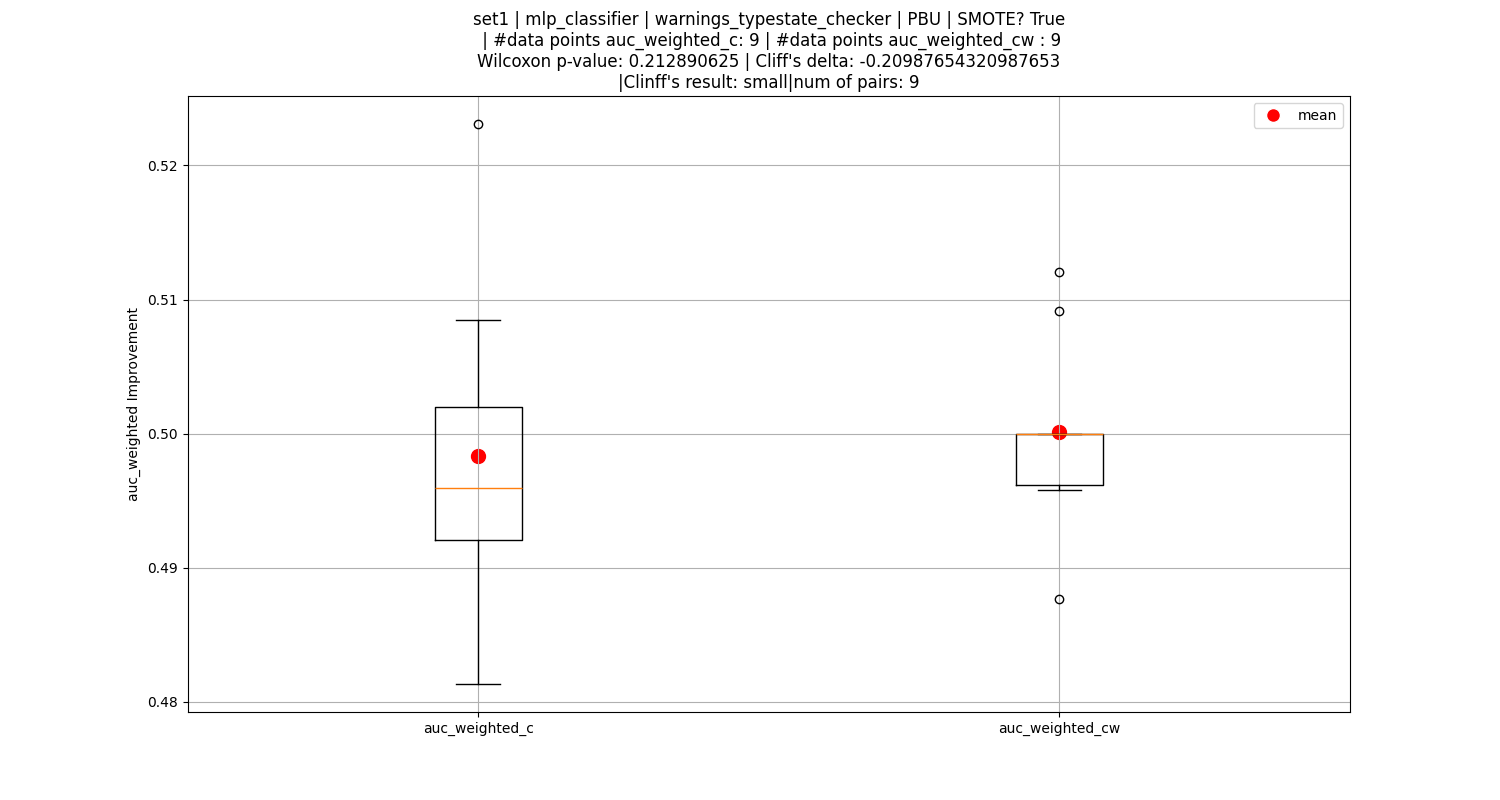 set1 | mlp_classifier | warnings_typestate_checker | PBU | SMOTE? True
| #data points auc_weighted_c: 9 | #data points auc_weighted_cw : 9
Wilcoxon p-value: 0.212890625 | Cliff's delta: -0.20987654320987653
|Clinff's result: small|num of pairs: 9
mean
0.52
0.51
0.50
0.49
0.48
auc_weighted Improvement
auc_weighted_c
auc_weighted_cw